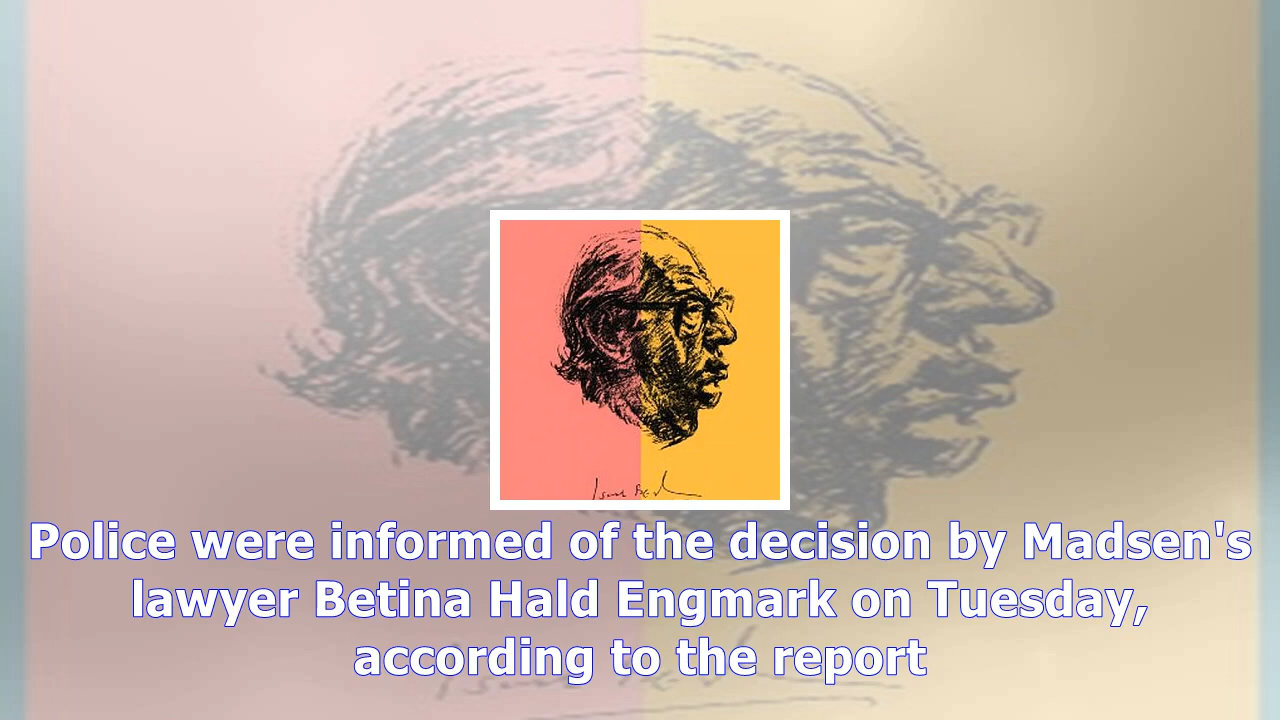 Police were informed of the decision by Madsen's
lawyer Betina Hald Engmark on Tuesday,
according to the report